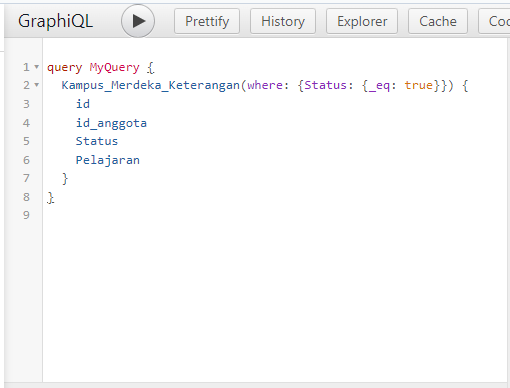 GraphiQL Prettify History Explorer Cache
1 query MyQuery {
2 Kampus_Merdeka_Keterangan(where: {Status: {_eq: true}}) {
3 id
4 id_anggota
5 Status
6 Pelajaran
7 }
8 }
9